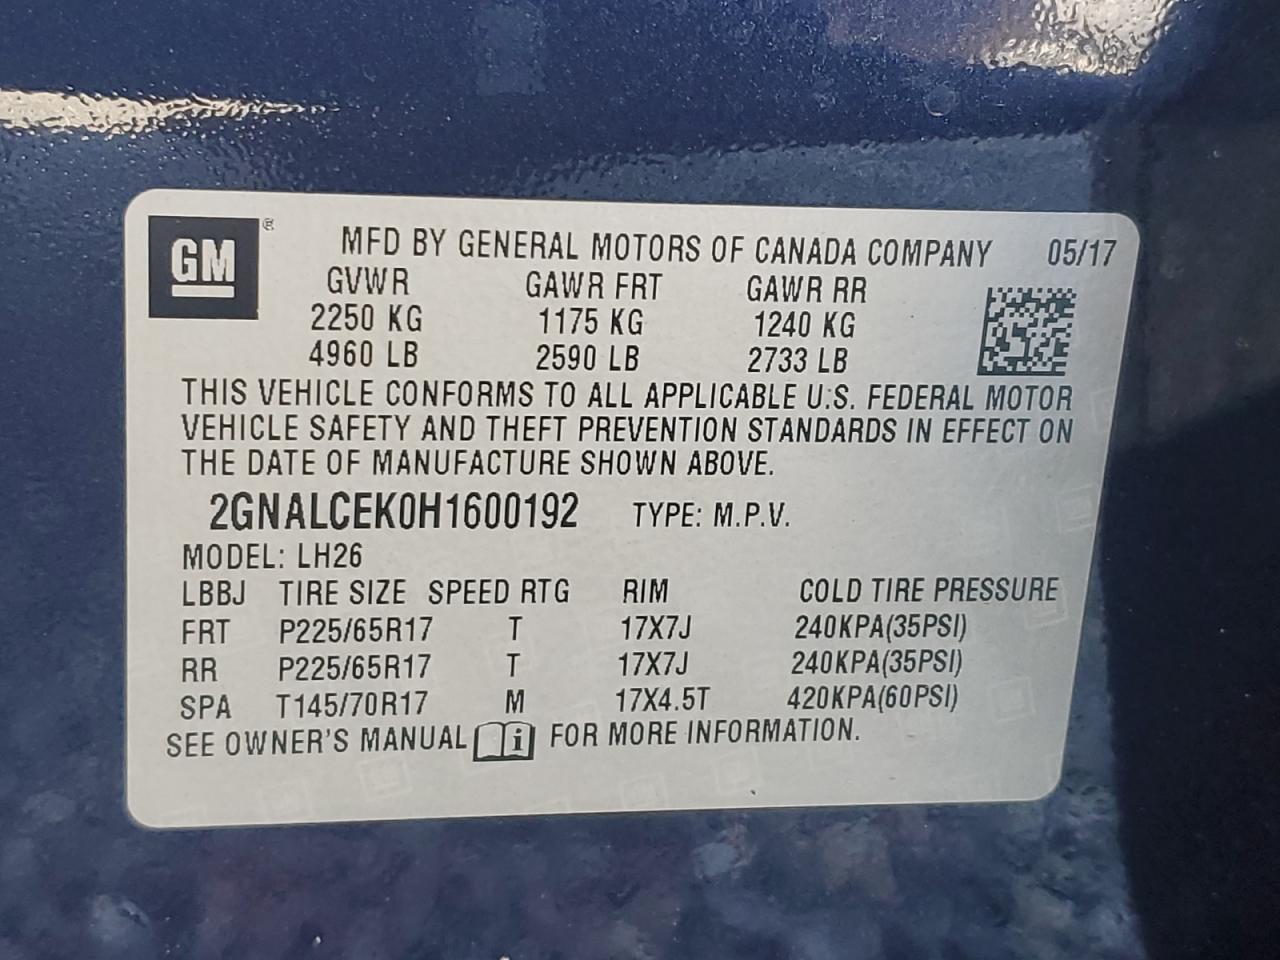 GM ®
MFD BY GENERAL MOTORS OF CANADA COMPANY 05/17
GVWR GAWR FRT GAWR RR
2250 KG 1175 KG 1240 KG
4960 LB 2590 LB 2733 LB
THIS VEHICLE CONFORMS TO ALL APPLICABLE U.S. FEDERAL MOTOR
VEHICLE SAFETY AND THEFT PREVENTION STANDARDS IN EFFECT ON
THE DATE OF MANUFACTURE SHOWN ABOVE.
2GNALCEK0H1600192 TYPE: M.P.V.
MODEL: LH26
LBBJ TIRE SIZE SPEED RTG RIM COLD TIRE PRESSURE
FRT P225/65R17 T 17X7J 240KPA(35PSI)
RR P225/65R17 T 17X7J 240KPA(35PSI)
SPA T145/70R17 M 17X4.5T 420KPA(60PSI)
SEE OWNER'S MANUAL i FOR MORE INFORMATION.